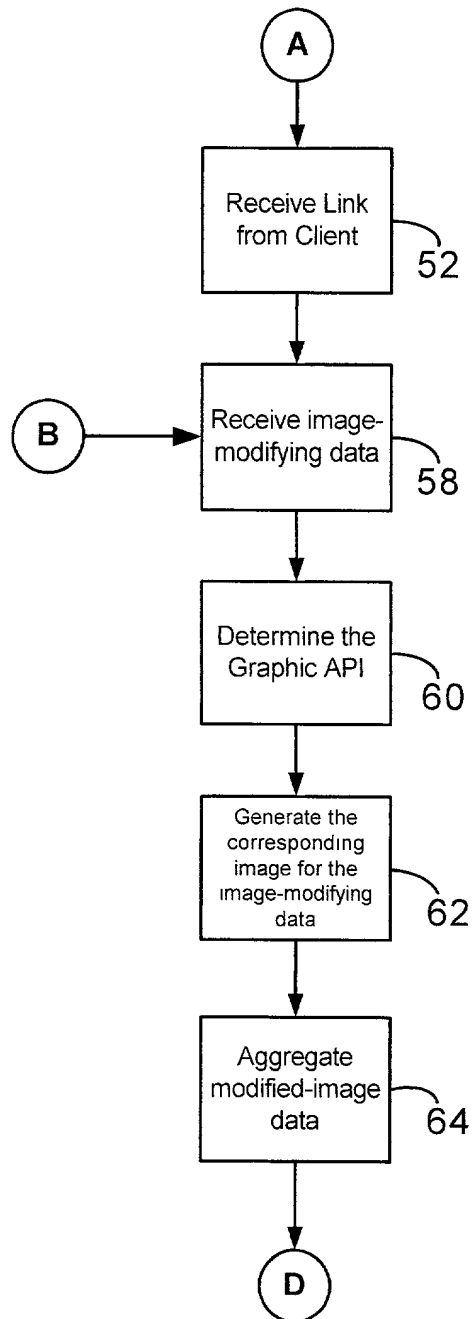 A
Receive Link
from Client
52
B
Receive image-
modifying data
58
Determine the
Graphic API
60
Generate the
corresponding
image for the
image-modifying
data
62
Aggregate
modified-image
data
64
D